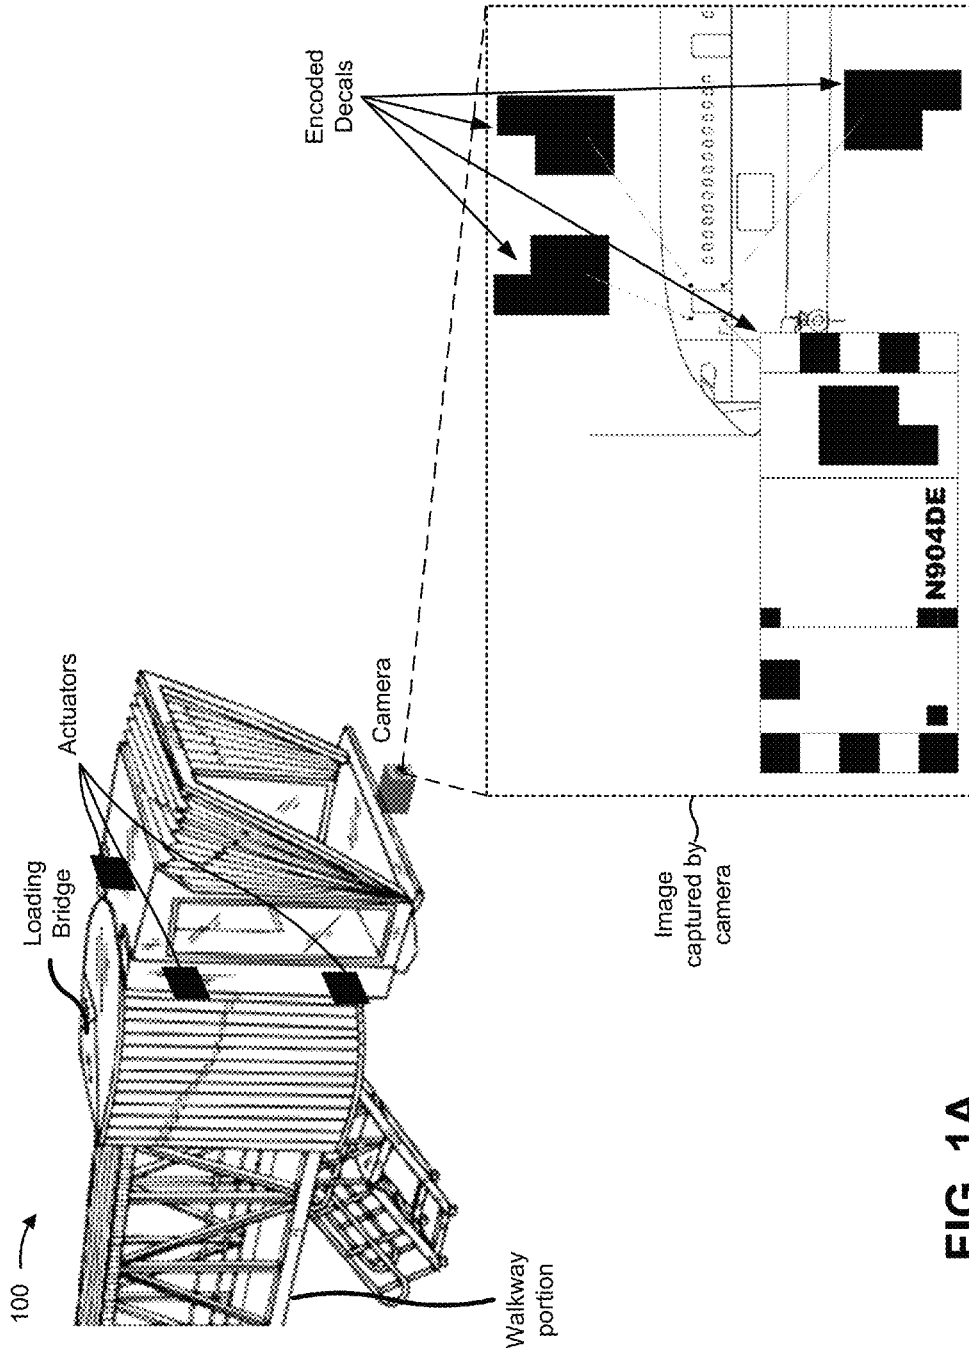 100
Loading
Bridge
Actuators
Encoded
Decals
Camera
Walkway
portion
Image
captured by
camera
N904DE
FIG. 1A